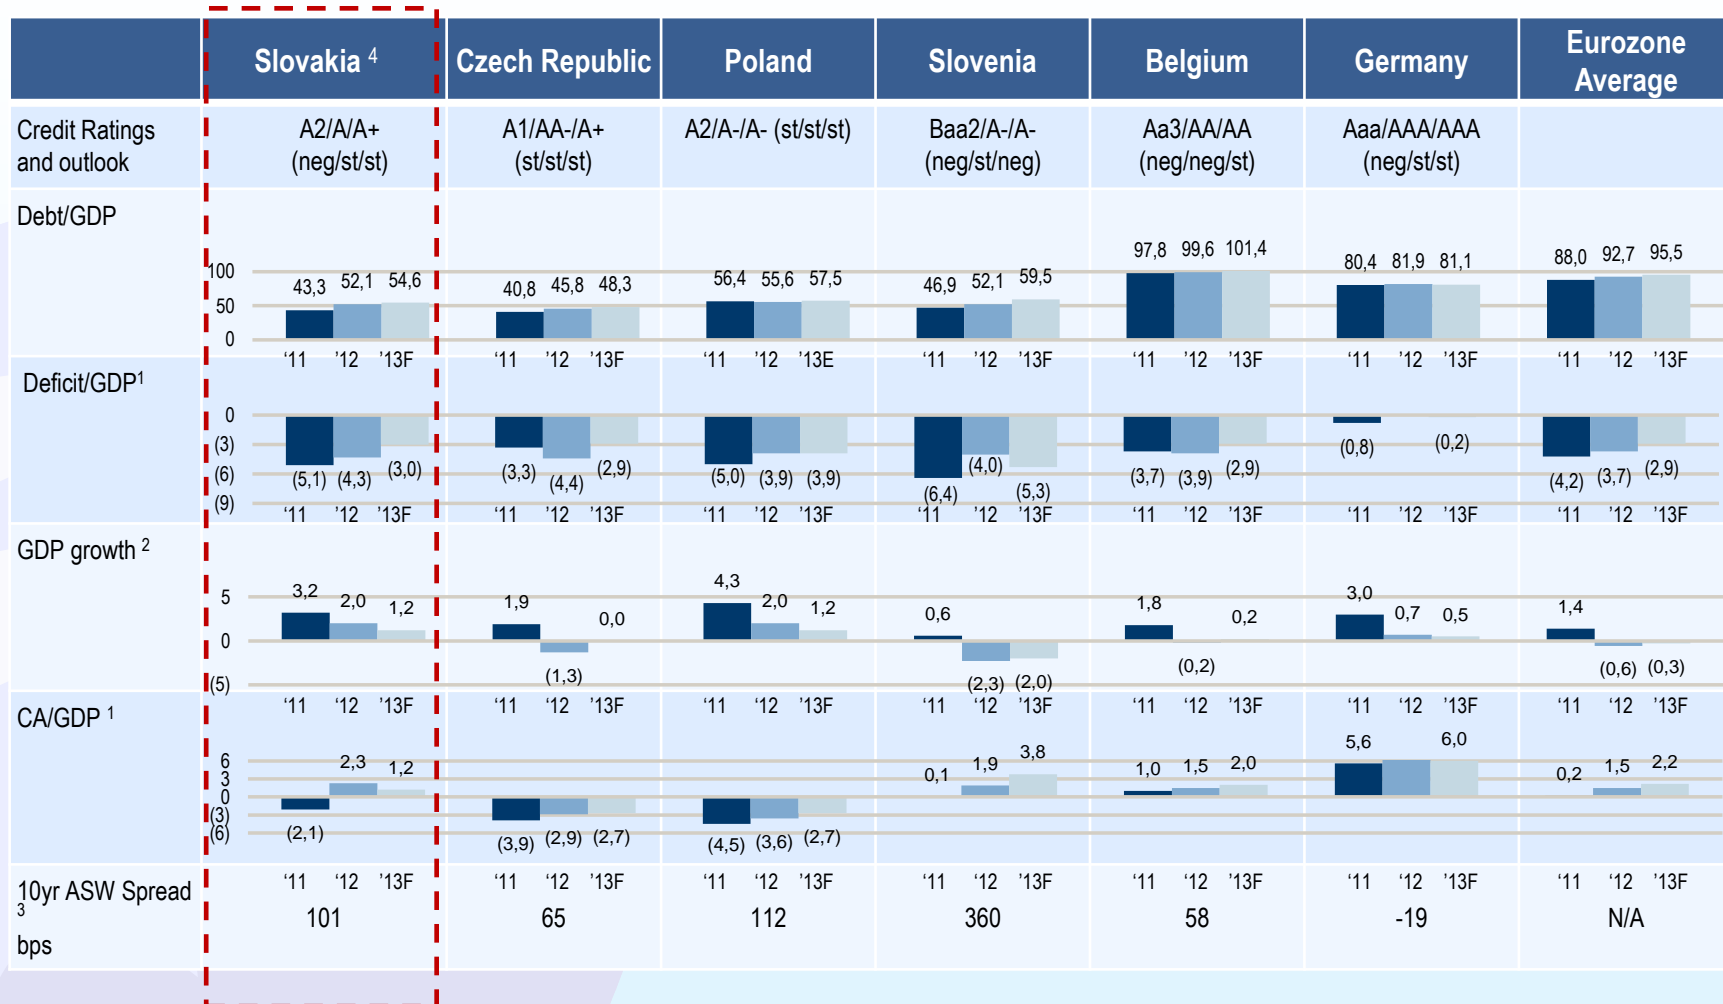 Slovakia 4 Czech Republic Poland Slovenia Belgium Germany Eurozone
Average
Credit Ratings
and outlook
A2/A/A+
(neg/st/st)
A1/AA-/A+
(st/st/st)
A2/A-/A- (st/st/st)
Baa2/A-/A-
(neg/st/neg)
Aa3/AA/AA
(neg/neg/st)
Aaa/AAA/AAA
(neg/st/st)
Debt/GDP
100
50
0
43,3 52,1 54,6
40,8 45,8 48,3
56,4 55,6 57,5
46,9 52,1 59,5
97,8 99,6 101,4
80,4 81,9 81,1
88,0 92,7 95,5
‘11 ’12 ’13F
‘11 ’12 ’13F
‘11 ’12 ’13E
‘11 ’12 ’13F
‘11 ’12 ’13F
‘11 ’12 ’13F
‘11 ’12 ’13F
Deficit/GDP1
0
(3)
(6)
(9)
(5,1) (4,3) (3,0)
(3,3) (4,4) (2,9)
(5,0) (3,9) (3,9)
(6,4) (4,0) (5,3)
(3,7) (3,9) (2,9)
(0,8) (0,2)
(4,2) (3,7) (2,9)
‘11 ’12 ’13F
‘11 ’12 ’13F
‘11 ’12 ’13F
‘11 ’12 ’13F
‘11 ’12 ’13F
‘11 ’12 ’13F
‘11 ’12 ’13F
GDP growth 2
5
0
(5)
3,2 2,0 1,2
1,9 (1,3) 0,0
4,3 2,0 1,2
0,6 (2,3) (2,0)
1,8 (0,2) 0,2
3,0 0,7 0,5
1,4 (0,6) (0,3)
‘11 ’12 ’13F
‘11 ’12 ’13F
‘11 ’12 ’13F
‘11 ’12 ’13F
‘11 ’12 ’13F
‘11 ’12 ’13F
‘11 ’12 ’13F
CA/GDP 1
6
3
0
(3)
(6)
(2,1) 2,3 1,2
(3,9) (2,9) (2,7)
(4,5) (3,6) (2,7)
0,1 1,9 3,8
1,0 1,5 2,0
5,6 6,0
0,2 1,5 2,2
‘11 ’12 ’13F
‘11 ’12 ’13F
‘11 ’12 ’13F
‘11 ’12 ’13F
‘11 ’12 ’13F
‘11 ’12 ’13F
‘11 ’12 ’13F
10yr ASW Spread
3
bps
101 65 112 360 58 -19 N/A